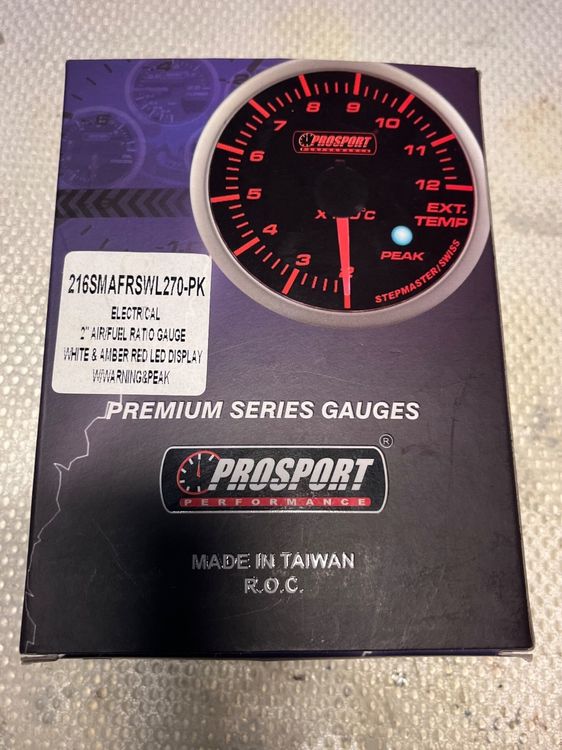 8 9
7 10
6 11
5 12
4
3
2
PROSPORT
PERFORMANCE
°C
EXT.
TEMP
PEAK
STEPMASTER/SWISS
216SMAFRSWL270-PK
ELECTRICAL
2" AIR/FUEL RATIO GAUGE
WHITE & AMBER RED LED DISPLAY
W/WARNING&PEAK
PREMIUM SERIES GAUGES
PROSPORT®
PERFORMANCE
MADE IN TAIWAN
R.O.C.